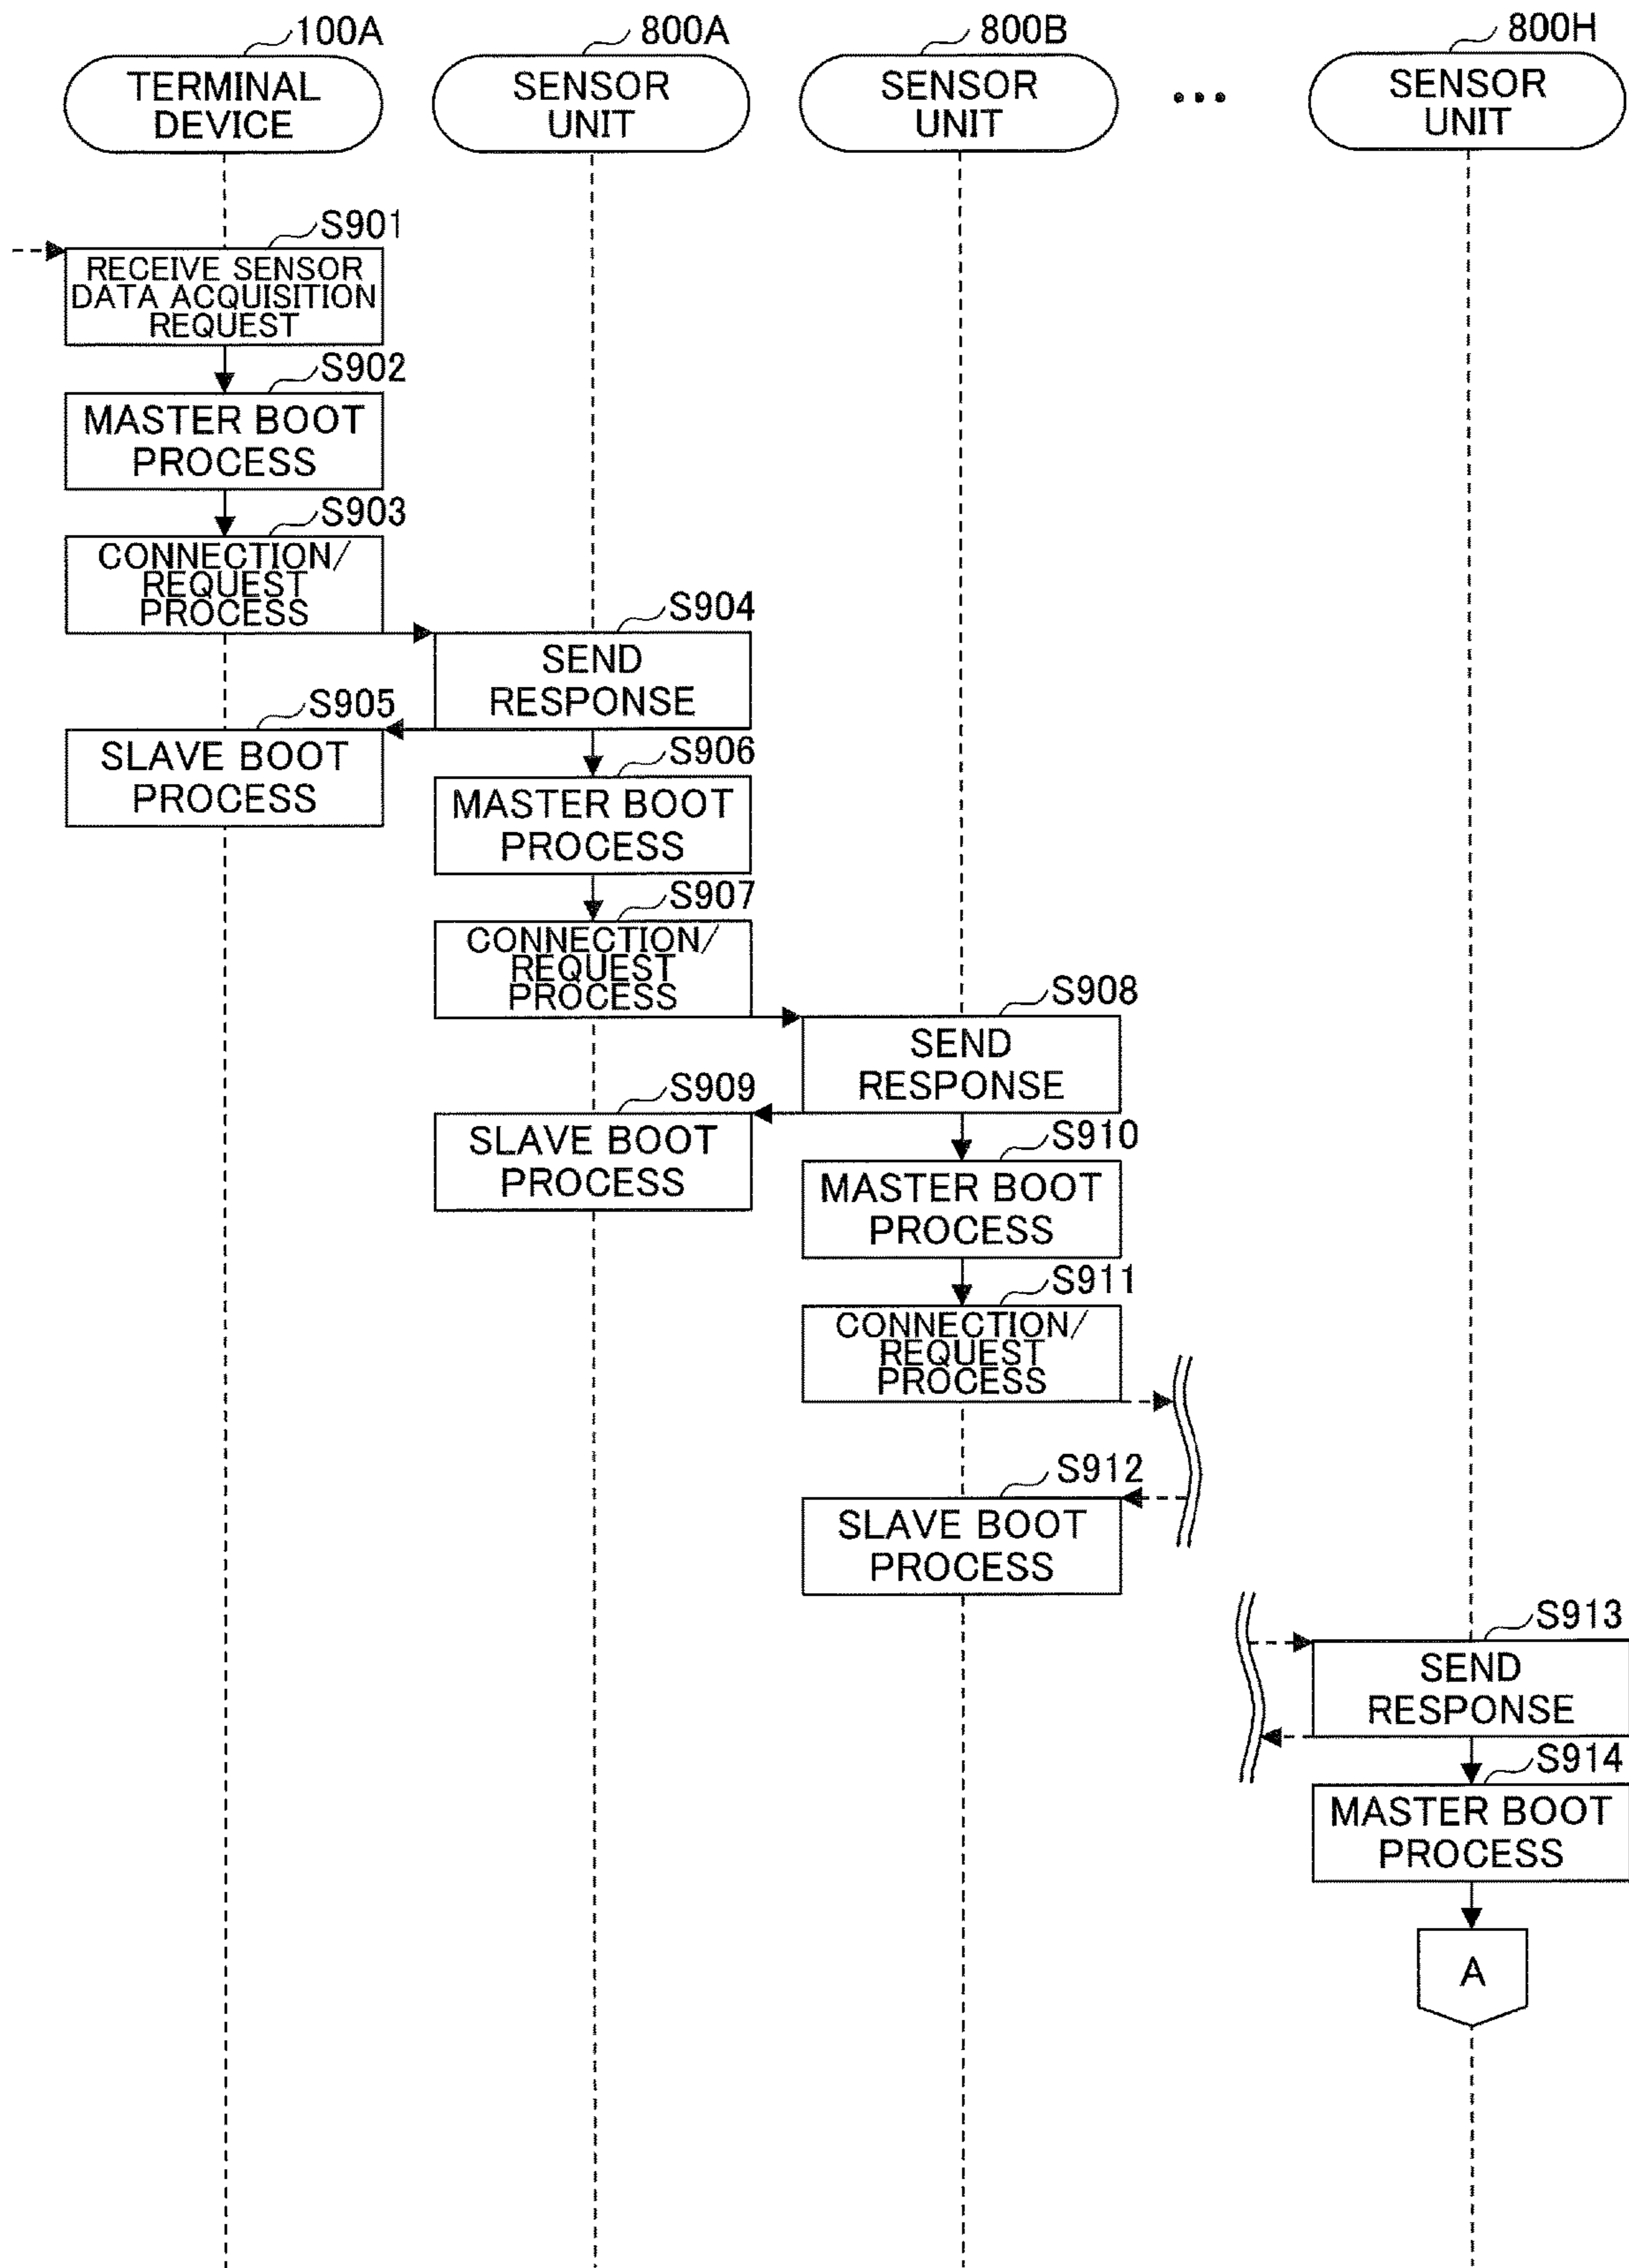 100A
800A
800B
800H
TERMINAL
DEVICE
SENSOR
UNIT
SENSOR
UNIT
•••
SENSOR
UNIT
S901
RECEIVE SENSOR
DATA ACQUISITION
REQUEST
S902
MASTER BOOT
PROCESS
S903
CONNECTION/
REQUEST
PROCESS
S904
SEND
RESPONSE
S905
SLAVE BOOT
PROCESS
S906
MASTER BOOT
PROCESS
S907
CONNECTION/
REQUEST
PROCESS
S908
SEND
RESPONSE
S909
SLAVE BOOT
PROCESS
S910
MASTER BOOT
PROCESS
S911
CONNECTION/
REQUEST
PROCESS
S912
SLAVE BOOT
PROCESS
S913
SEND
RESPONSE
S914
MASTER BOOT
PROCESS
A